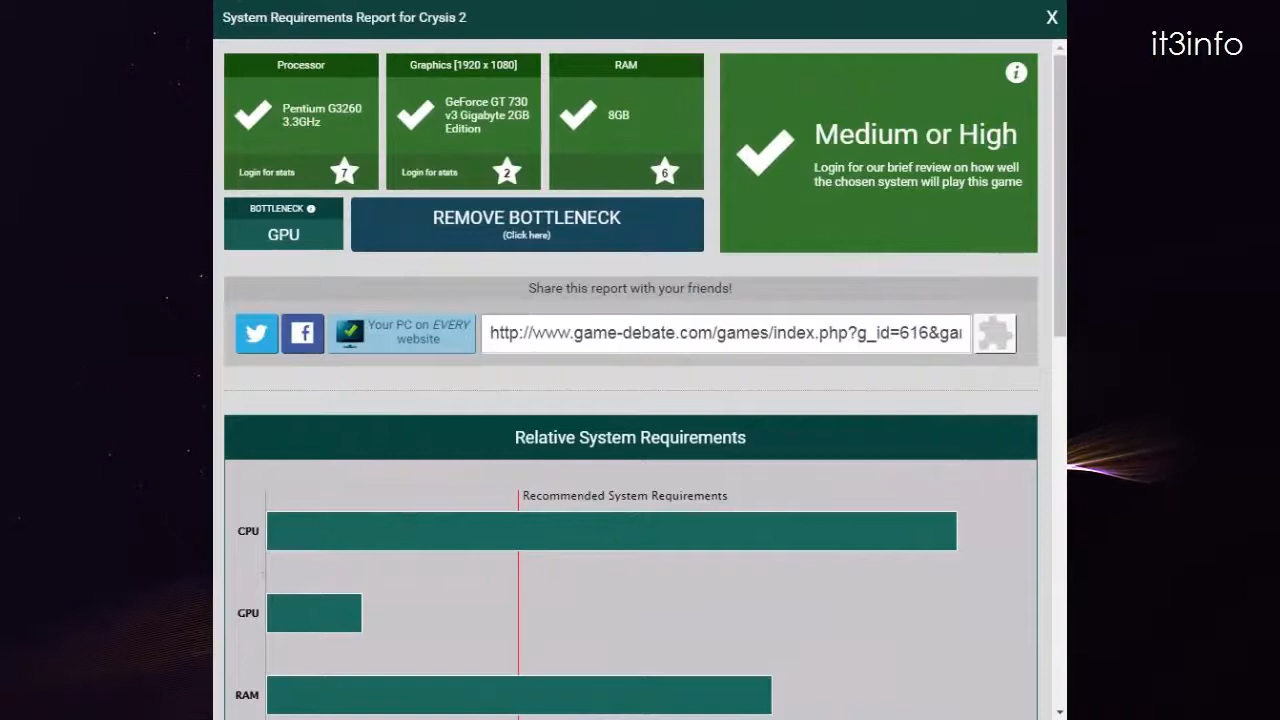 System Requirements Report for Crysis 2
X
it3info
Processor
Pentium G3260
3.3GHz
Login for stats
7
Graphics [1920 x 1080]
GeForce GT 730
v3 Gigabyte 2GB
Edition
Login for stats
2
RAM
8GB
6
i
Medium or High
Login for our brief review on how well
the chosen system will play this game
BOTTLENECK i
GPU
REMOVE BOTTLENECK
(Click here)
Share this report with your friends!
f
Your PC on EVERY
website
http://www.game-debate.com/games/index.php?g_id=616&gar
Relative System Requirements
Recommended System Requirements
CPU
GPU
RAM